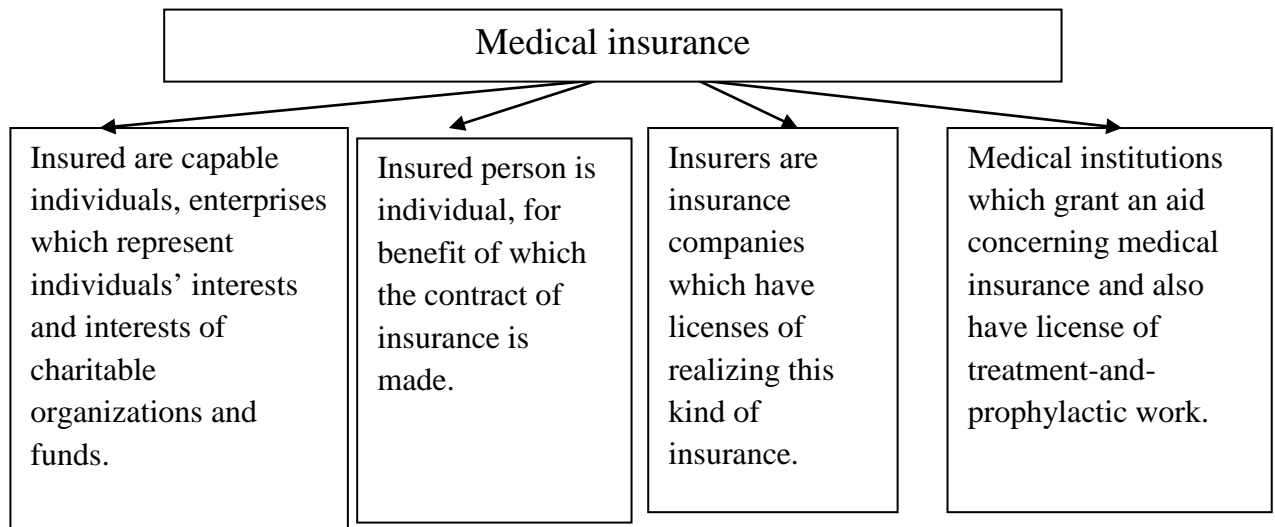 Medical insurance
Insured are capable
individuals, enterprises
which represent
individuals’ interests
and interests of
charitable
organizations and
funds.
Insured person is
individual, for
benefit of which
the contract of
insurance is
made.
Insurers are
insurance
companies
which have
licenses of
realizing this
kind of
insurance.
Medical institutions
which grant an aid
concerning medical
insurance and also
have license of
treatment-and-
prophylactic work.